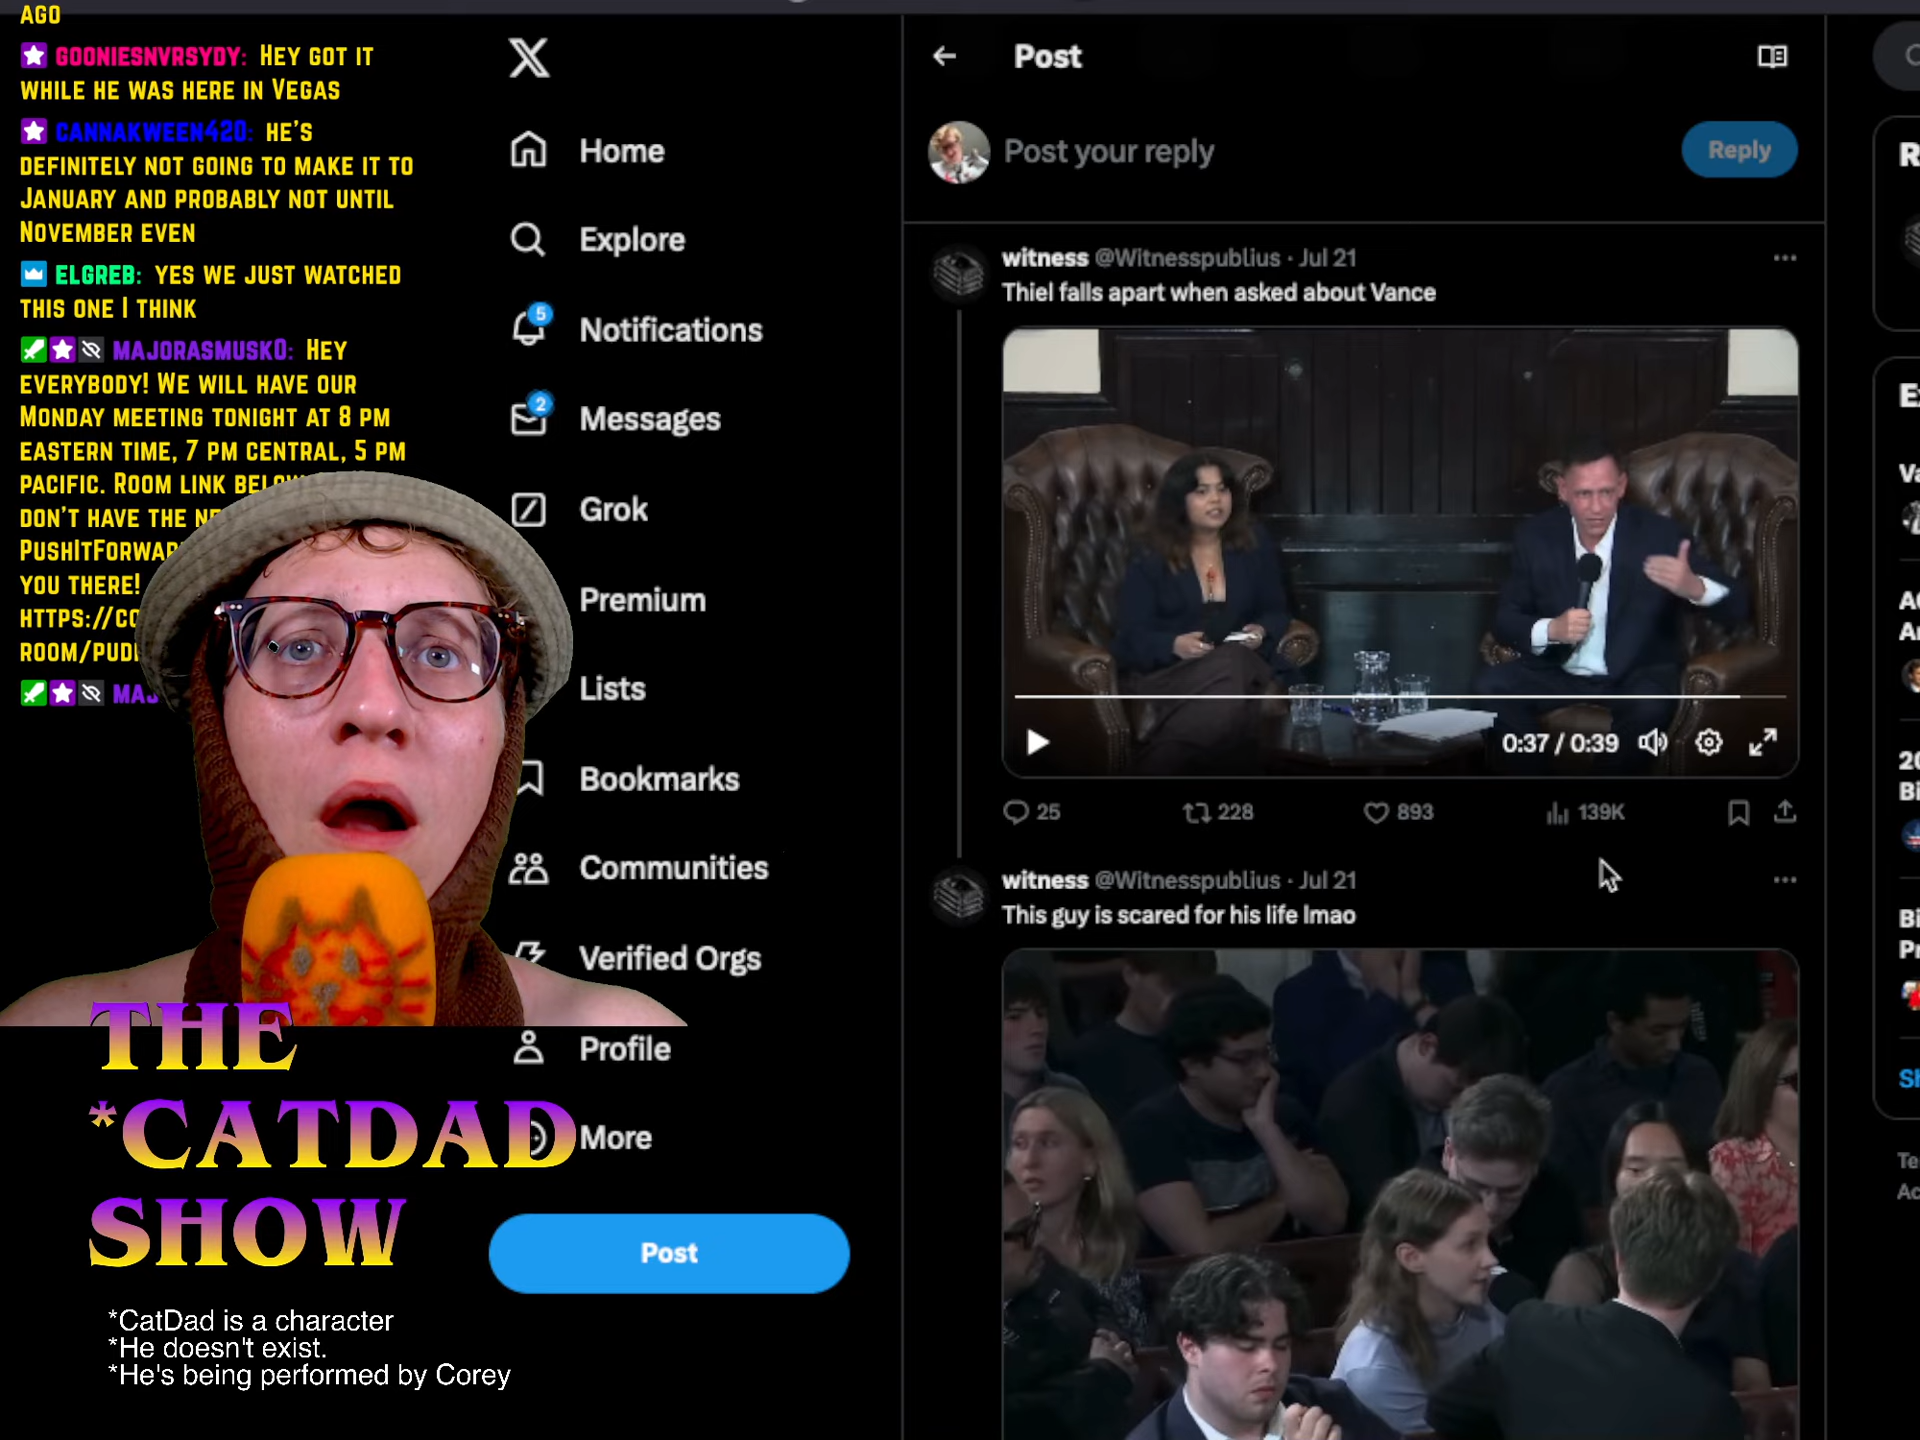 AGO
GOONIESNVRSYDY: HEY GOT IT
WHILE HE WAS HERE IN VEGAS
CANNAKWEEN420: HE'S
DEFINITELY NOT GOING TO MAKE IT TO
JANUARY AND PROBABLY NOT UNTIL
NOVEMBER EVEN
ELGREB: YES WE JUST WATCHED
THIS ONE I THINK
MAJORASMUSK0: HEY
EVERYBODY! WE WILL HAVE OUR
MONDAY MEETING TONIGHT AT 8 PM
EASTERN TIME, 7 PM CENTRAL, 5 PM
PACIFIC. ROOM LINK
DON'T HAVE THE
YOU THERE!
MAJ
THE
*CATDAD
SHOW
*CatDad is a character
*He doesn't exist.
*He's being performed by Corey
X
Home
Explore
5
Notifications
2
Messages
Grok
Premium
Lists
Bookmarks
Communities
Verified Orgs
Profile
More
Post
Post
Post your reply
Reply
witness @Witnesspublius · Jul 21
Thiel falls apart when asked about Vance
0:37 / 0:39
25 228 893 139K
witness @Witnesspublius · Jul 21
This guy is scared for his life lmao